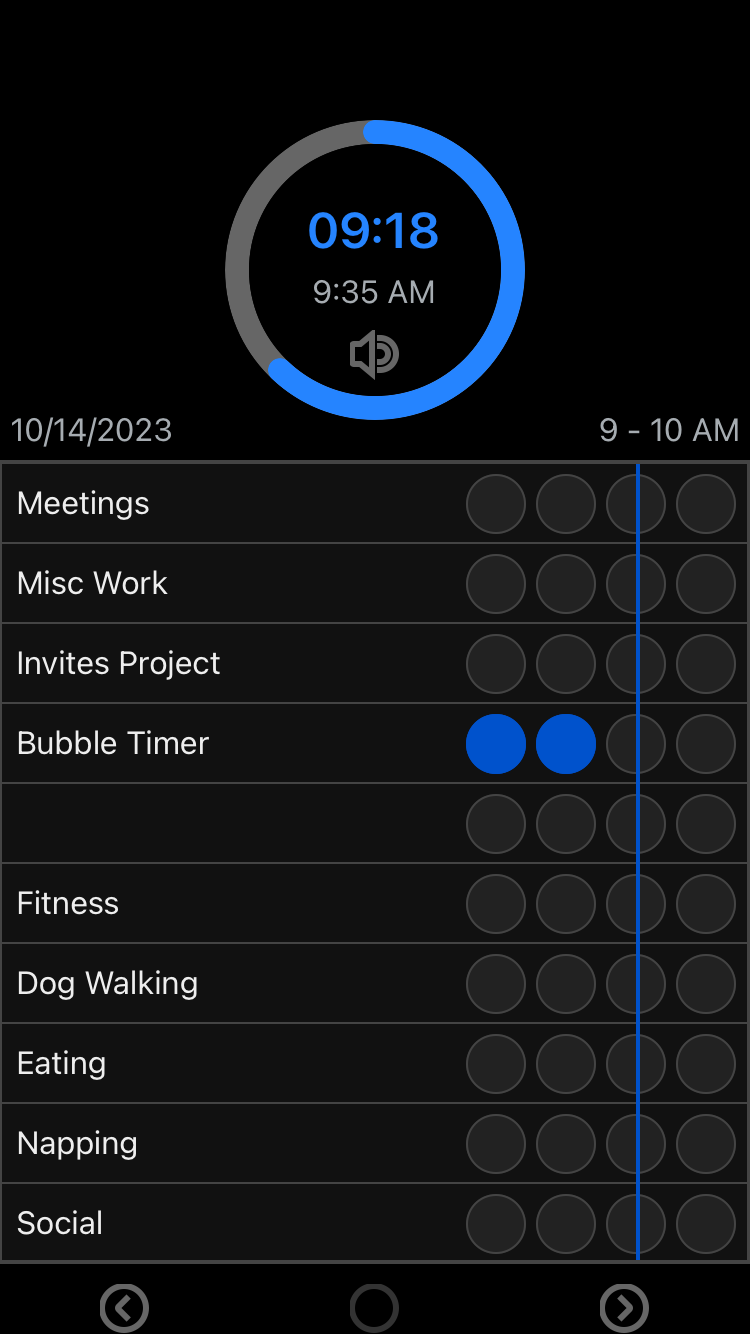 09:18
9:35 AM
10/14/2023
9 - 10 AM
Meetings
Misc Work
Invites Project
Bubble Timer
Fitness
Dog Walking
Eating
Napping
Social